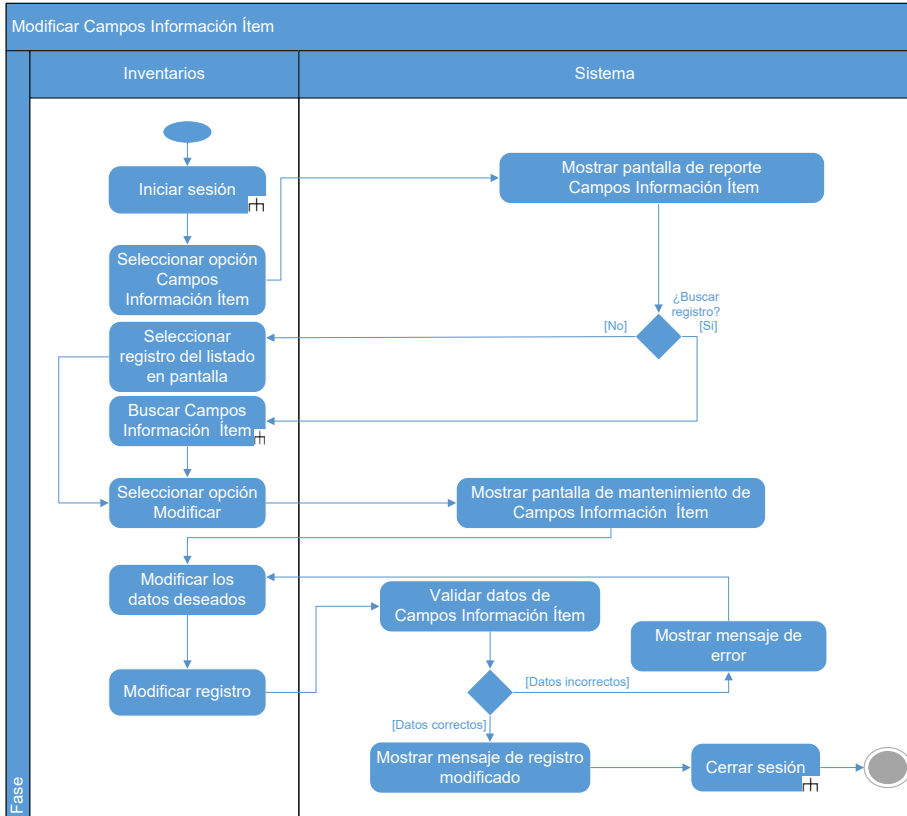 Modificar Campos Información Ítem
Inventarios
Sistema
Fase
Iniciar sesión
Mostrar pantalla de reporte
Campos Información Ítem
Seleccionar opción
Campos
Información Ítem
¿Buscar
registro?
[No]
[Si]
Seleccionar
registro del listado
en pantalla
Buscar Campos
Información Ítem
Seleccionar opción
Modificar
Mostrar pantalla de mantenimiento de
Campos Información Ítem
Modificar los
datos deseados
Validar datos de
Campos Información Ítem
Mostrar mensaje de
error
Modificar registro
[Datos incorrectos]
[Datos correctos]
Mostrar mensaje de registro
modificado
Cerrar sesión